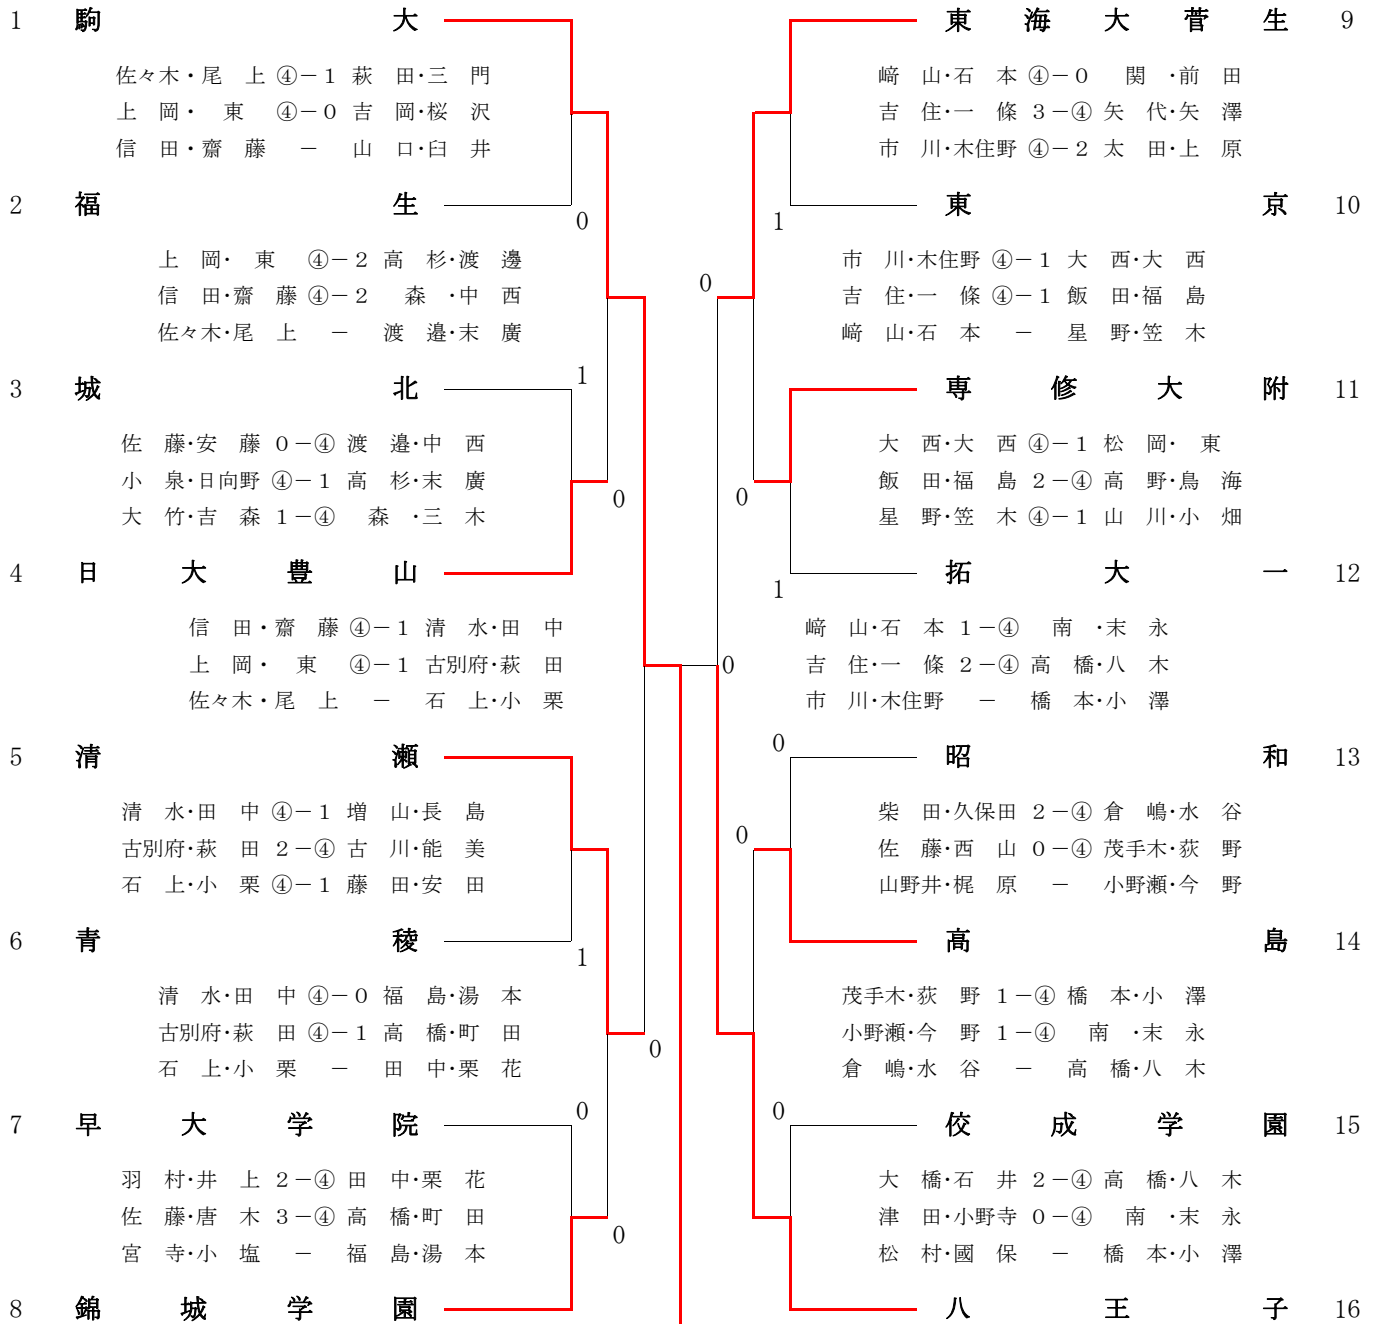 1 駒大
佐々木・尾上 ④－1 萩田・三門
上岡・東 ④－0 吉岡・桜沢
信田・齋藤 － 山口・臼井
2 福生
0
上岡・東 ④－2 高杉・渡邊
信田・齋藤 ④－2 森・中西
佐々木・尾上 － 渡邉・末廣
1
3 城北
佐藤・安藤 0－④ 渡邉・中西
小泉・日向野 ④－1 高杉・末廣
0
大竹・吉森 1－④ 森・三木
4 日大豊山
信田・齋藤 ④－1 清水・田中
上岡・東 ④－1 古別府・萩田
佐々木・尾上 － 石上・小栗
5 清瀬
清水・田中 ④－1 増山・長島
古別府・萩田 2－④ 古川・能美
石上・小栗 ④－1 藤田・安田
6 青稜
1
清水・田中 ④－0 福島・湯本
古別府・萩田 ④－1 高橋・町田
0
石上・小栗 － 田中・栗花
0
7 早大学院
羽村・井上 2－④ 田中・栗花
佐藤・唐木 3－④ 高橋・町田
0
宮寺・小塩 － 福島・湯本
8 錦城学園
東海大菅生 9
﨑山・石本 ④－0 関・前田
吉住・一條 3－④ 矢代・矢澤
市川・木住野 ④－2 太田・上原
東京 10
1
市川・木住野 ④－1 大西・大西
0
吉住・一條 ④－1 飯田・福島
﨑山・石本 － 星野・笠木
専修大附 11
大西・大西 ④－1 松岡・東
飯田・福島 2－④ 高野・鳥海
0
星野・笠木 ④－1 山川・小畑
拓大一 12
1
﨑山・石本 1－④ 南・末永
0
吉住・一條 2－④ 高橋・八木
市川・木住野 － 橋本・小澤
0
昭和 13
柴田・久保田 2－④ 倉嶋・水谷
0
佐藤・西山 0－④ 茂手木・荻野
山野井・梶原 － 小野瀬・今野
高島 14
茂手木・荻野 1－④ 橋本・小澤
小野瀬・今野 1－④ 南・末永
倉嶋・水谷 － 高橋・八木
0
佼成学園 15
大橋・石井 2－④ 高橋・八木
津田・小野寺 0－④ 南・末永
松村・國保 － 橋本・小澤
八王子 16